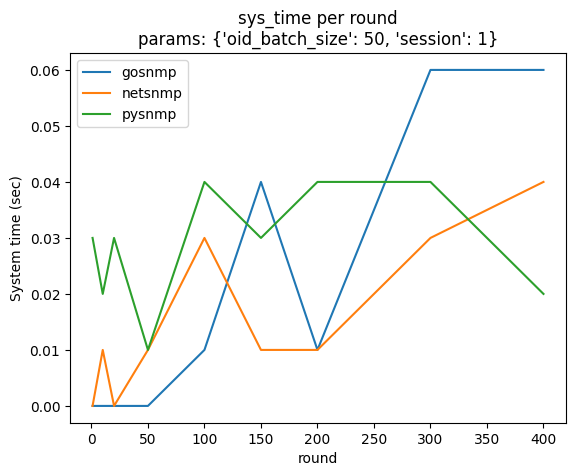 sys_time per round
params: {'oid_batch_size': 50, 'session': 1}
gosnmp
netsnmp
pysnmp
System time (sec)
0.06
0.05
0.04
0.03
0.02
0.01
0.00
0 50 100 150 200 250 300 350 400
round